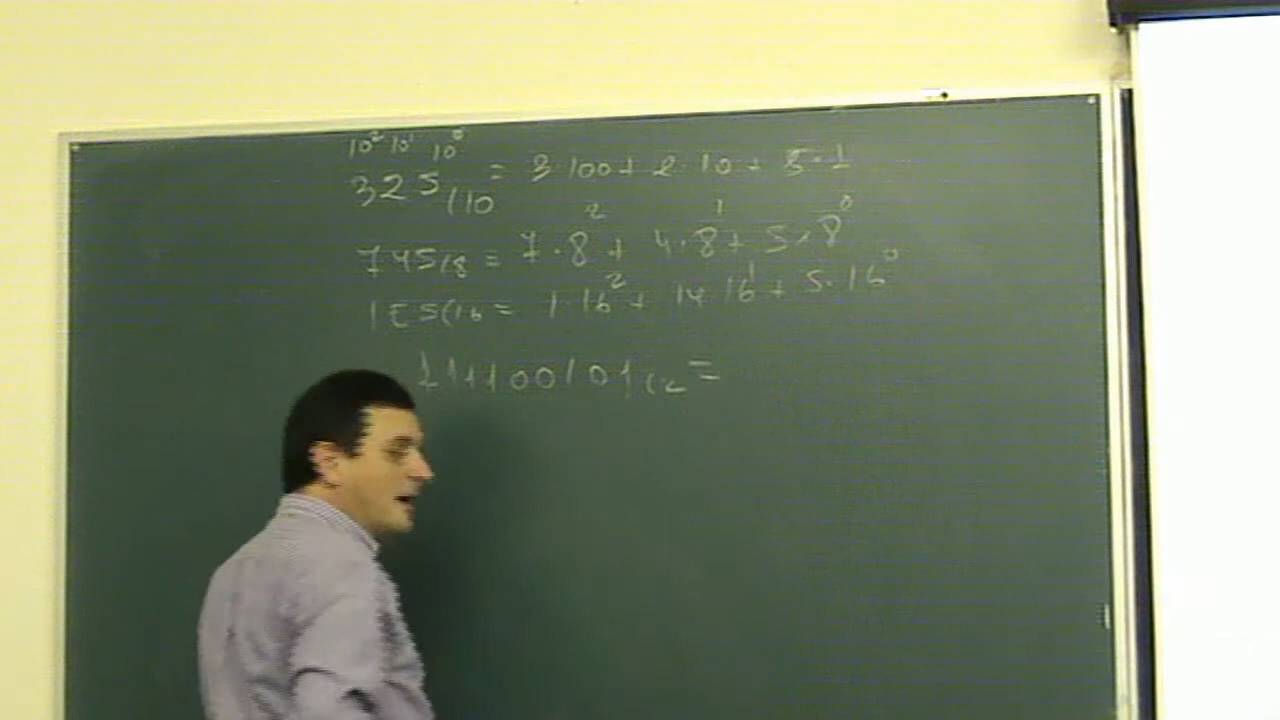 10² 10¹ 10⁰
325₍₁₀ = 3·100 + 2·10 + 5·1
745₍₈ = 7·8² + 4·8¹ + 5·8⁰
1E5₍₁₆ = 1·16² + 14·16¹ + 5·16⁰
111100101₍₂ =